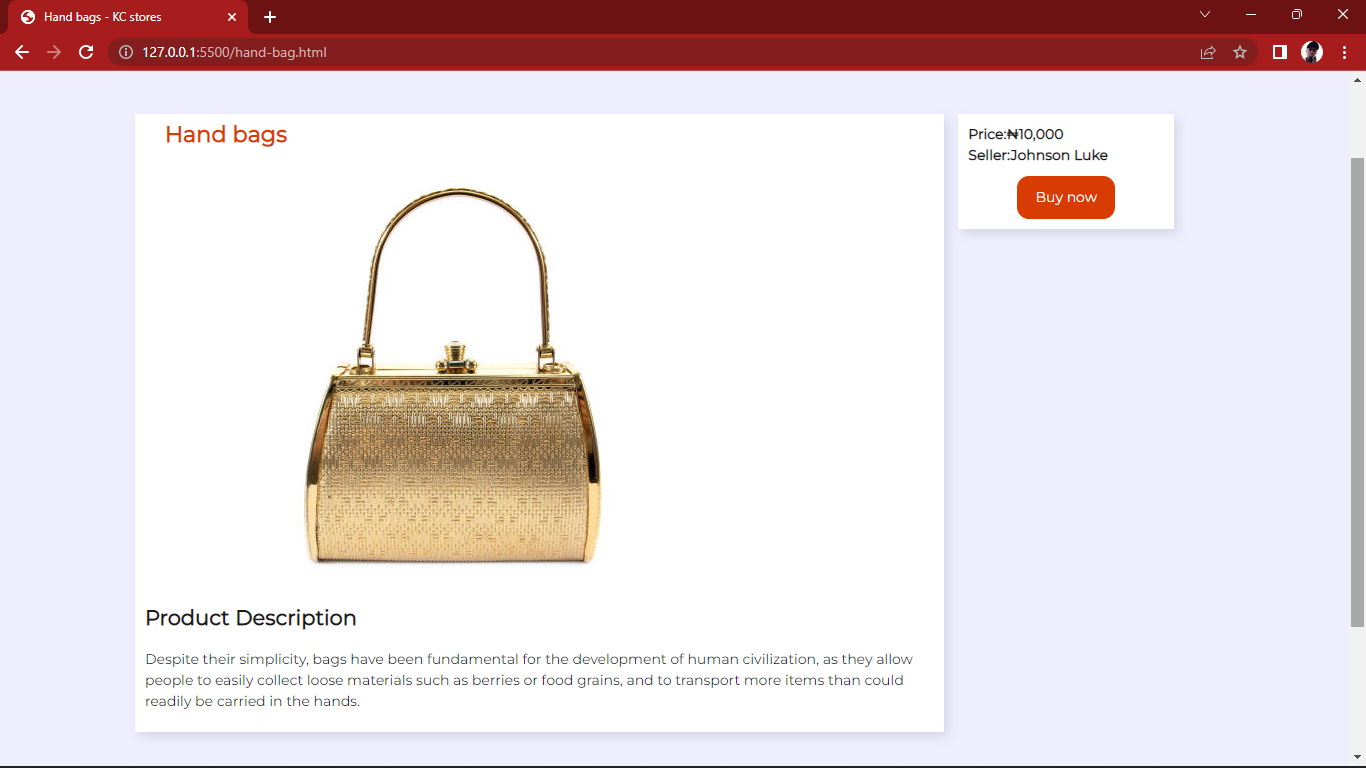 Hand bags - KC stores
127.0.0.1:5500/hand-bag.html
Hand bags
Price:₦10,000
Seller:Johnson Luke
Buy now
Product Description
Despite their simplicity, bags have been fundamental for the development of human civilization, as they allow
people to easily collect loose materials such as berries or food grains, and to transport more items than could
readily be carried in the hands.